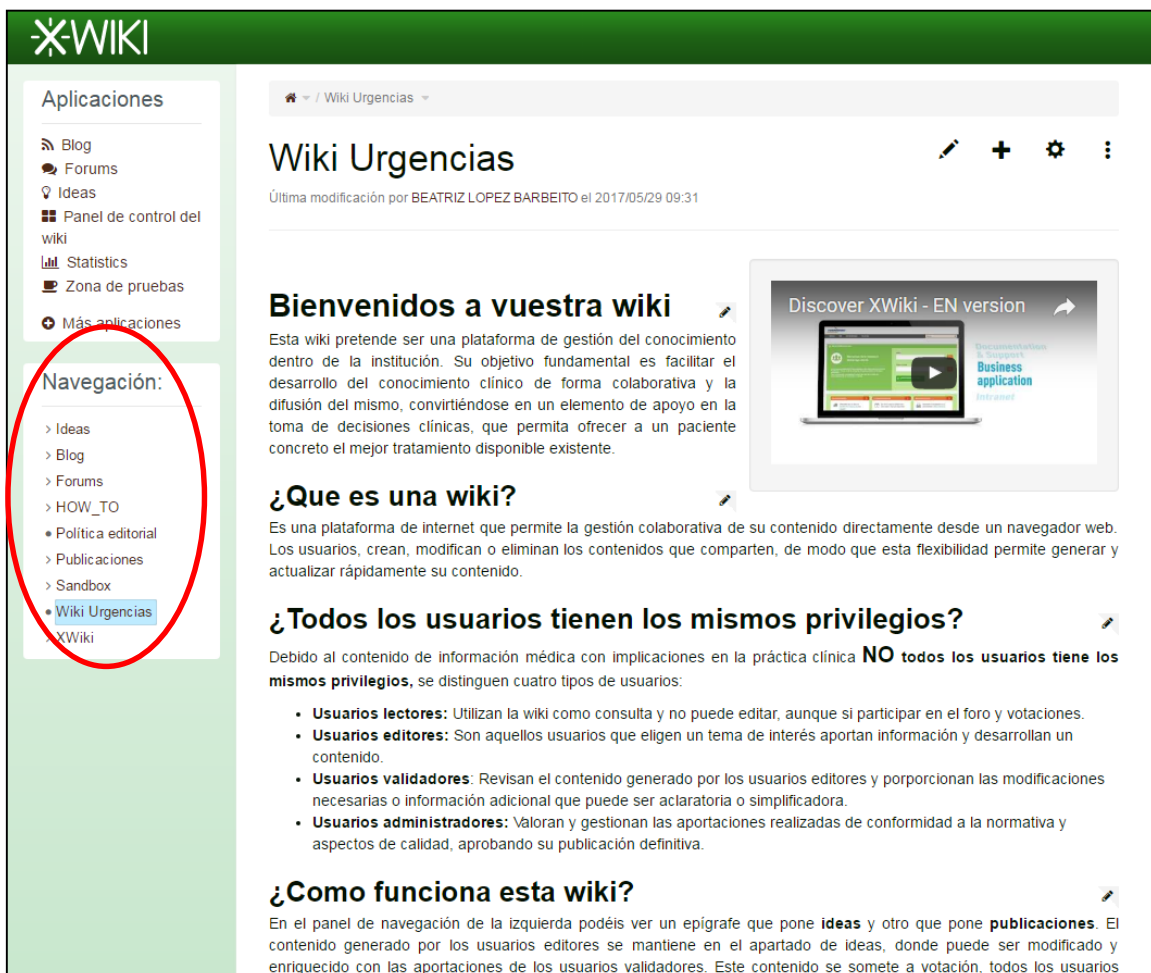 XWIKI
Aplicaciones
Blog
Forums
Ideas
Panel de control del
wiki
Statistics
Zona de pruebas
Más aplicaciones
Navegación:
Ideas
Blog
Forums
HOW_TO
Política editorial
Publicaciones
Sandbox
Wiki Urgencias
XWiki
/ Wiki Urgencias
Wiki Urgencias
Última modificación por BEATRIZ LOPEZ BARBEITO el 2017/05/29 09:31
Bienvenidos a vuestra wiki
Esta wiki pretende ser una plataforma de gestión del conocimiento
dentro de la institución. Su objetivo fundamental es facilitar el
desarrollo del conocimiento clínico de forma colaborativa y la
difusión del mismo, convirtiéndose en un elemento de apoyo en la
toma de decisiones clínicas, que permita ofrecer a un paciente
concreto el mejor tratamiento disponible existente.
Discover XWiki - EN version
Documentation
& Support
Business
application
Intranet
¿Que es una wiki?
Es una plataforma de internet que permite la gestión colaborativa de su contenido directamente desde un navegador web.
Los usuarios, crean, modifican o eliminan los contenidos que comparten, de modo que esta flexibilidad permite generar y
actualizar rápidamente su contenido.
¿Todos los usuarios tienen los mismos privilegios?
Debido al contenido de información médica con implicaciones en la práctica clínica NO todos los usuarios tiene los
mismos privilegios, se distinguen cuatro tipos de usuarios:
• Usuarios lectores: Utilizan la wiki como consulta y no puede editar, aunque si participar en el foro y votaciones.
• Usuarios editores: Son aquellos usuarios que eligen un tema de interés aportan información y desarrollan un
contenido.
• Usuarios validadores: Revisan el contenido generado por los usuarios editores y porporcionan las modificaciones
necesarias o información adicional que puede ser aclaratoria o simplificadora.
• Usuarios administradores: Valoran y gestionan las aportaciones realizadas de conformidad a la normativa y
aspectos de calidad, aprobando su publicación definitiva.
¿Como funciona esta wiki?
En el panel de navegación de la izquierda podéis ver un epígrafe que pone ideas y otro que pone publicaciones. El
contenido generado por los usuarios editores se mantiene en el apartado de ideas, donde puede ser modificado y
enriquecido con las aportaciones de los usuarios validadores. Este contenido se somete a votación, todos los usuarios